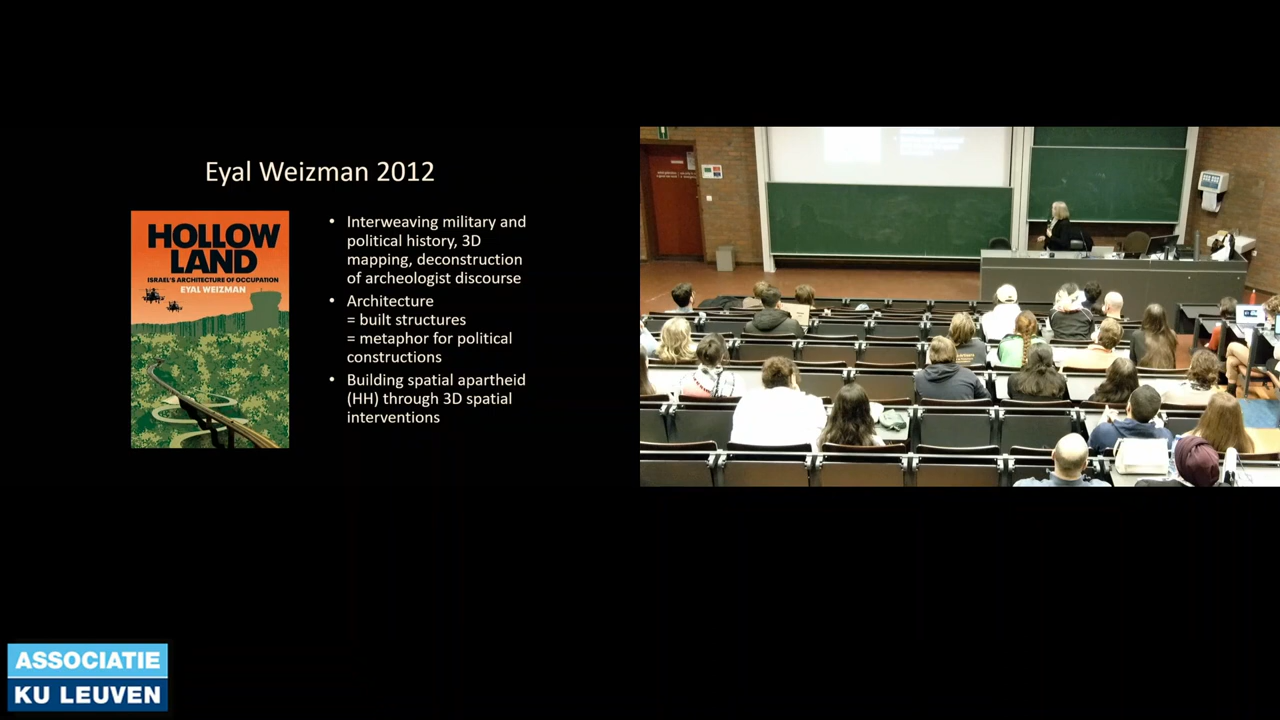 Eyal Weizman 2012
HOLLOW
LAND
ISRAEL'S ARCHITECTURE OF OCCUPATION
EYAL WEIZMAN
• Interweaving military and
political history, 3D
mapping, deconstruction
of archeologist discourse
• Architecture
= built structures
= metaphor for political
constructions
• Building spatial apartheid
(HH) through 3D spatial
interventions
ASSOCIATIE
KU LEUVEN